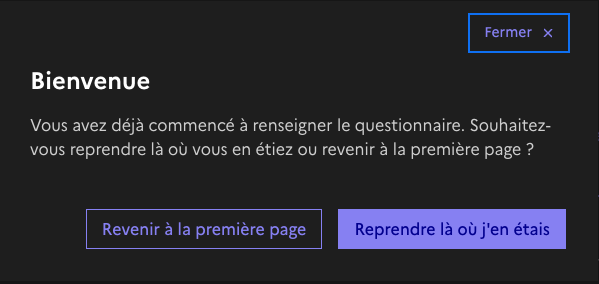 Fermer ×
Bienvenue
Vous avez déjà commencé à renseigner le questionnaire. Souhaitez-
vous reprendre là où vous en étiez ou revenir à la première page ?
Revenir à la première page
Reprendre là où j'en étais